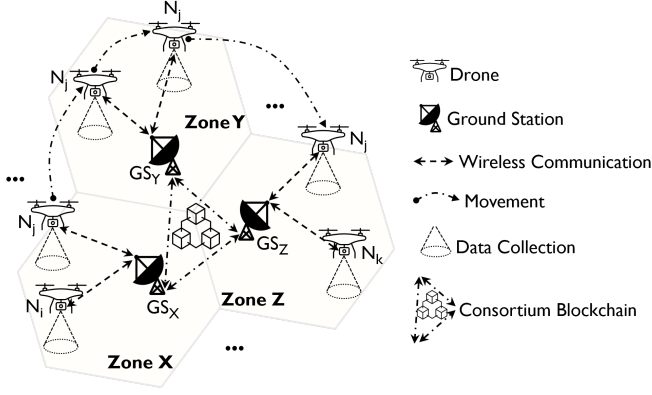 N_j
N_j
Zone Y
...
N_j
GS_Y
...
N_j
GS_Z
N_k
N_i
GS_X
Zone Z
Zone X
...
Drone
Ground Station
Wireless Communication
Movement
Data Collection
Consortium Blockchain